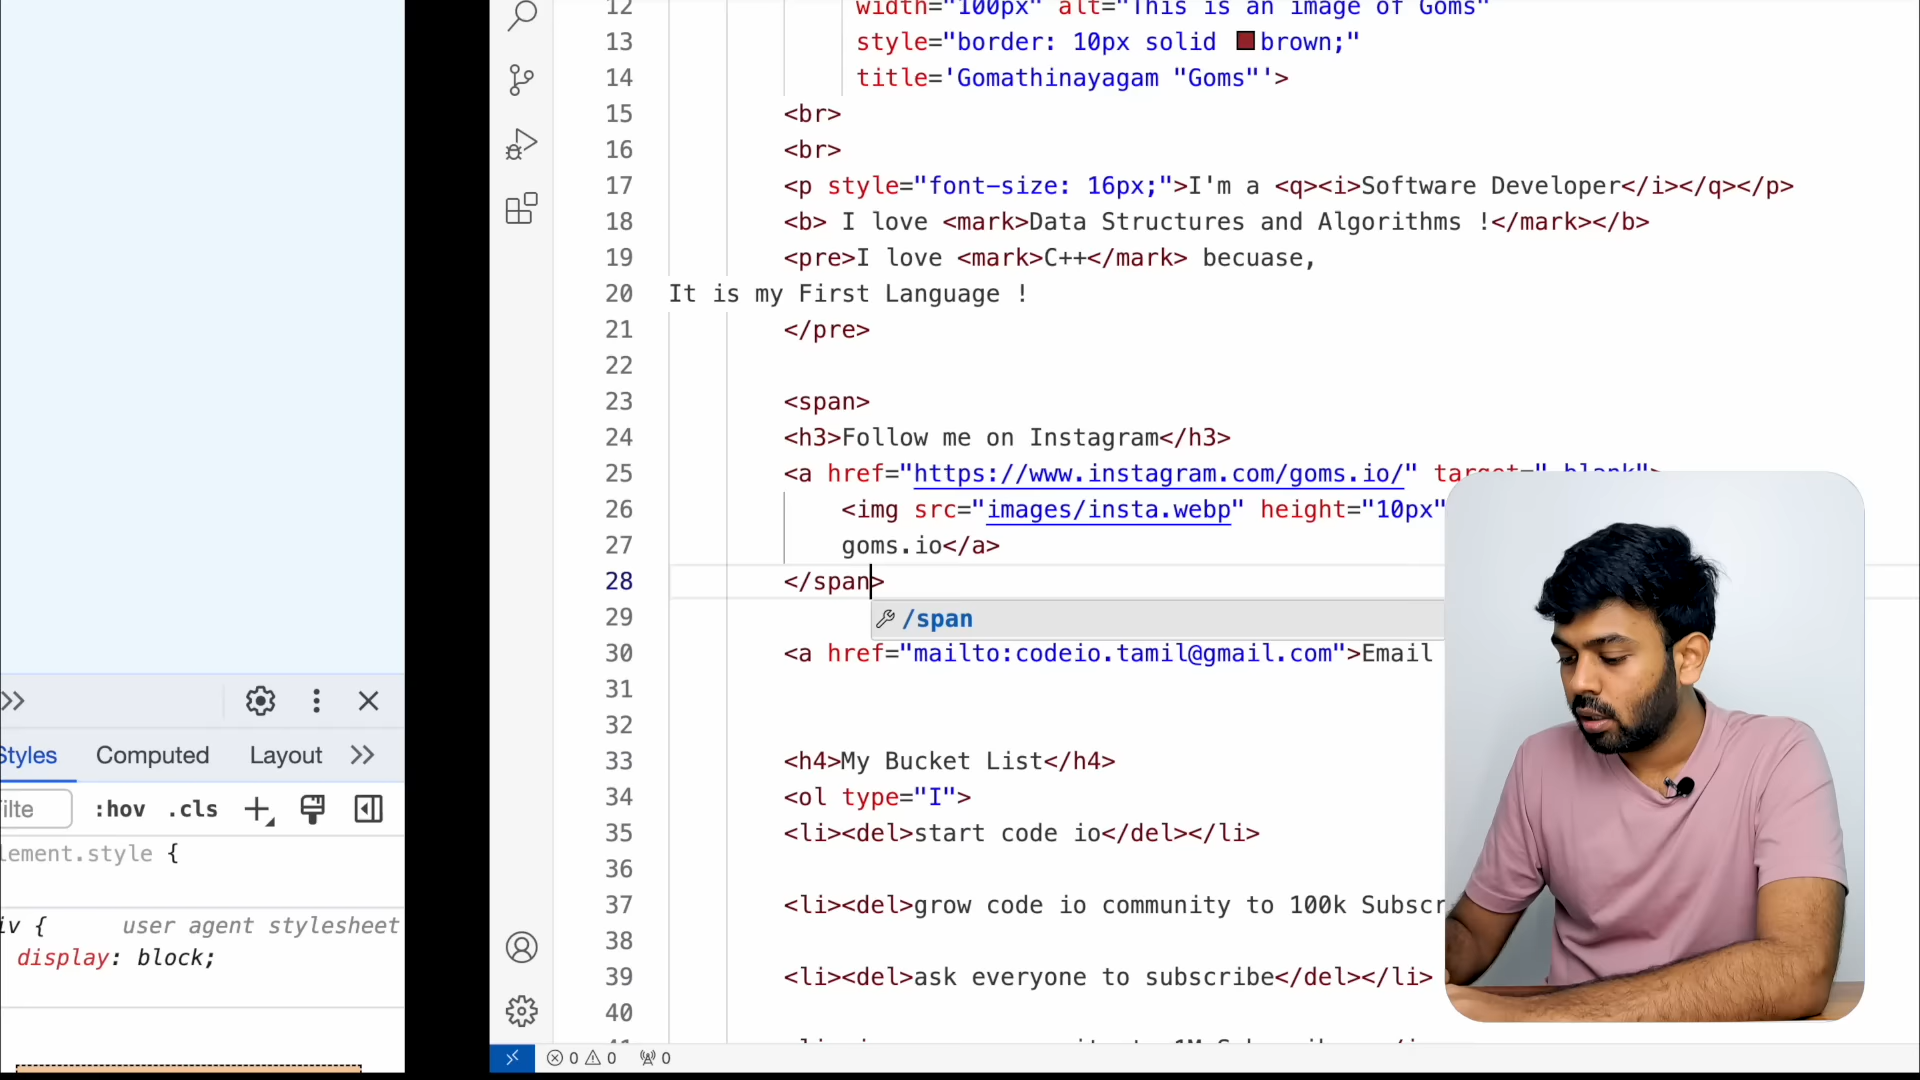 Styles Computed Layout
:hov .cls
element.style {
display: block;
user agent stylesheet
12 width="100px" alt="This is an image of Goms"
13 style="border: 10px solid brown;"
14 title='Gomathinayagam "Goms"'>
15 <br>
16 <br>
17 <p style="font-size: 16px;">I'm a <q><i>Software Developer</i></q></p>
18 <b> I love <mark>Data Structures and Algorithms !</mark></b>
19 <pre>I love <mark>C++</mark> becuase,
20 It is my First Language !
21 </pre>
22
23 <span>
24 <h3>Follow me on Instagram</h3>
25 <a href="https://www.instagram.com/goms.io/" target="_blank">
26 <img src="images/insta.webp" height="10px"
27 goms.io</a>
28 </span>
/span
29
30 <a href="mailto:codeio.tamil@gmail.com">Email
31
32
33 <h4>My Bucket List</h4>
34 <ol type="I">
35 <li><del>start code io</del></li>
36
37 <li><del>grow code io community to 100k Subscr
38
39 <li><del>ask everyone to subscribe</del></li>
40
0 0 0